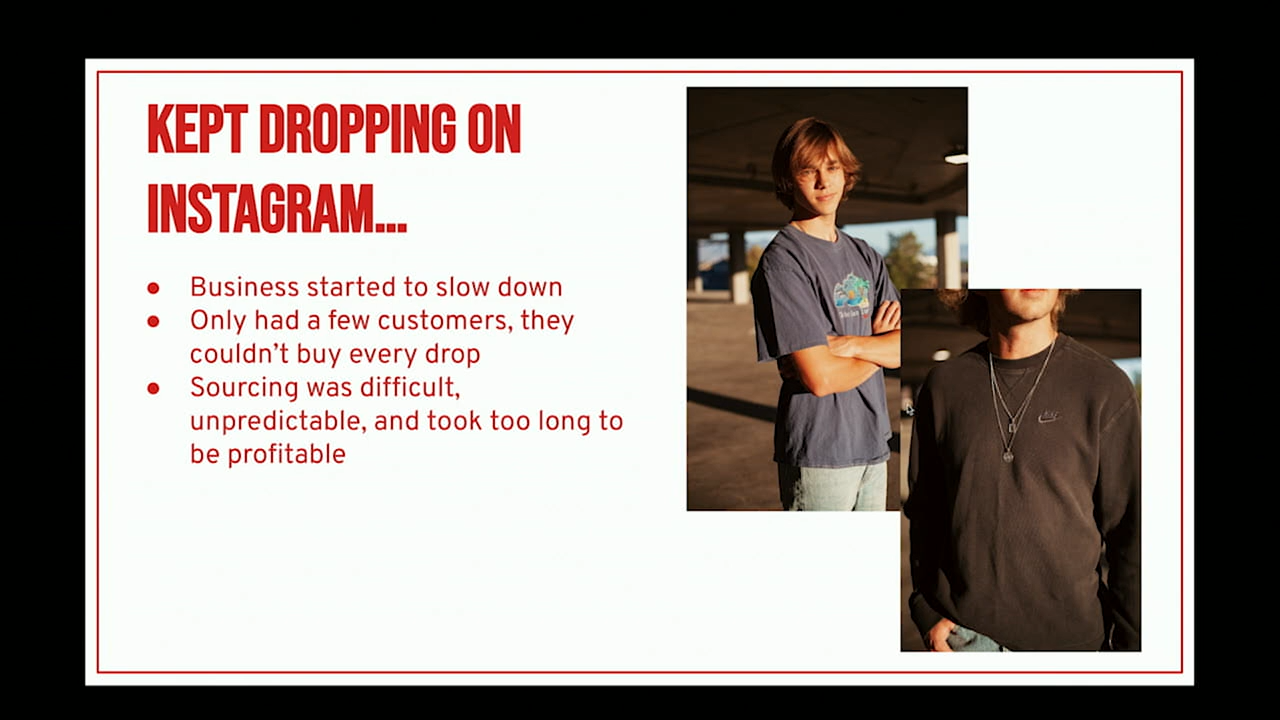 KEPT DROPPING ON
INSTAGRAM...
● Business started to slow down
● Only had a few customers, they
couldn't buy every drop
● Sourcing was difficult,
unpredictable, and took too long to
be profitable